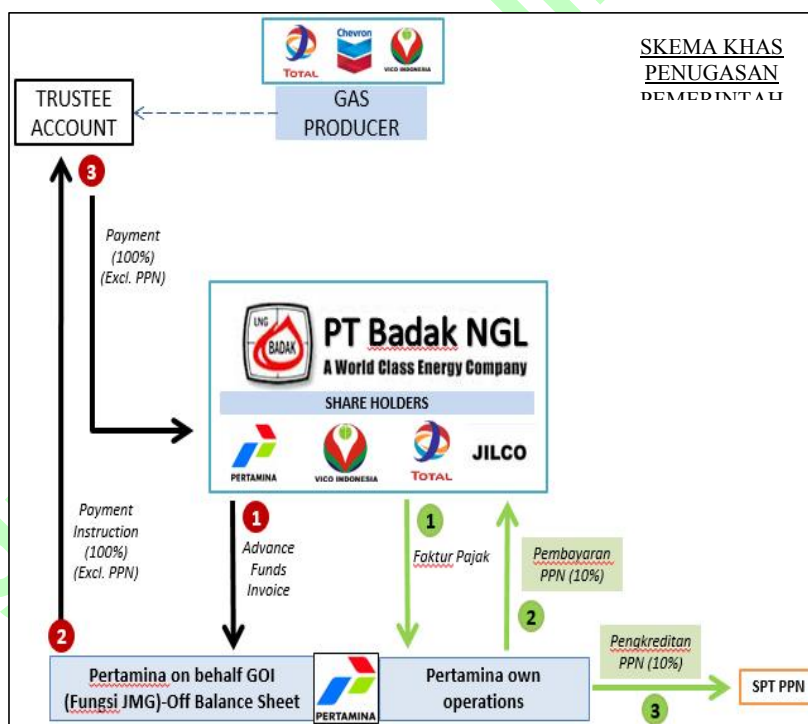 SKEMA KHAS
PENUGASAN
PEMERINTAH
Chevron
TOTAL
VICO INDONESIA
TRUSTEE
ACCOUNT
GAS
PRODUCER
3
Payment
(100%)
(Excl. PPN)
LNG
BADAK
PT Badak NGL
A World Class Energy Company
SHARE HOLDERS
PERTAMINA
VICO INDONESIA
TOTAL
JILCO
Payment
Instruction
(100%)
(Excl. PPN)
1
Advance
Funds
Invoice
1
Faktur Pajak
Pembayaran
PPN (10%)
2
2
Pengkreditan
PPN (10%)
Pertamina on behalf GOI
(Fungsi JMG)-Off Balance Sheet
PERTAMINA
Pertamina own
operations
3
SPT PPN